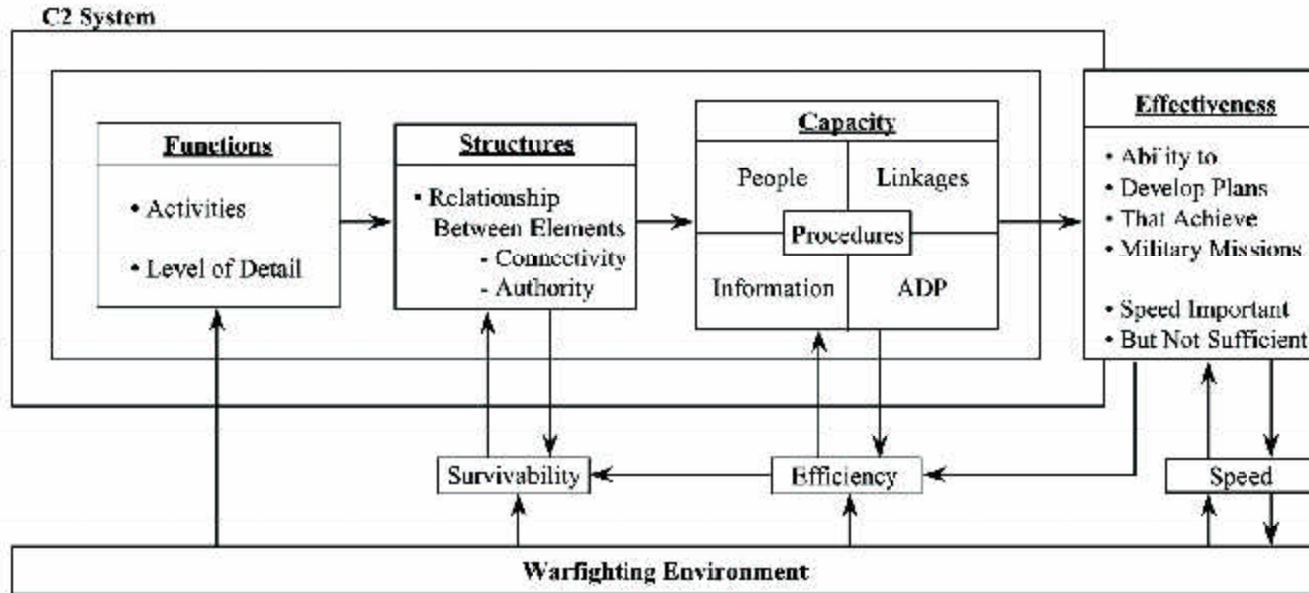 C2 System
Functions
• Activities
• Level of Detail
Structures
• Relationship
Between Elements
- Connectivity
- Authority
Capacity
People
Linkages
Procedures
Information
ADP
Effectiveness
• Ability to
• Develop Plans
• That Achieve
• Military Missions
• Speed Important
• But Not Sufficient
Survivability
Efficiency
Speed
Warfighting Environment